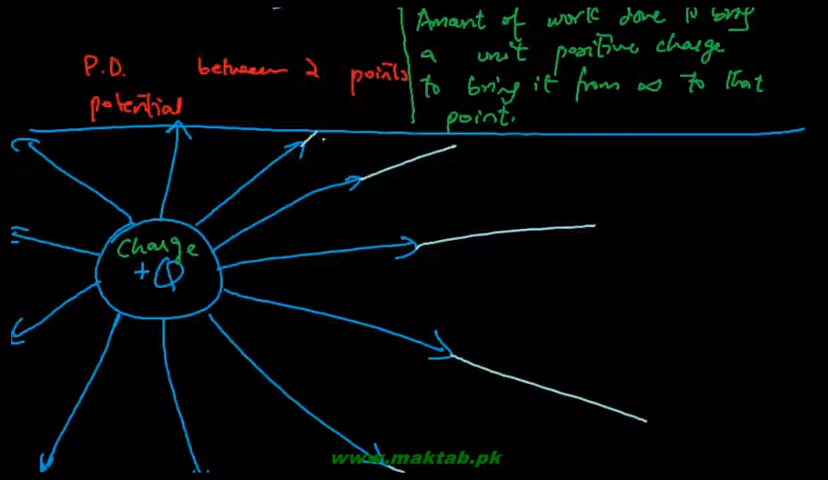 P.D. between 2 points
potential
Amount of work done to bring
a unit positive charge
to bring it from ∞ to that
point.
Charge
+Q
www.maktab.pk